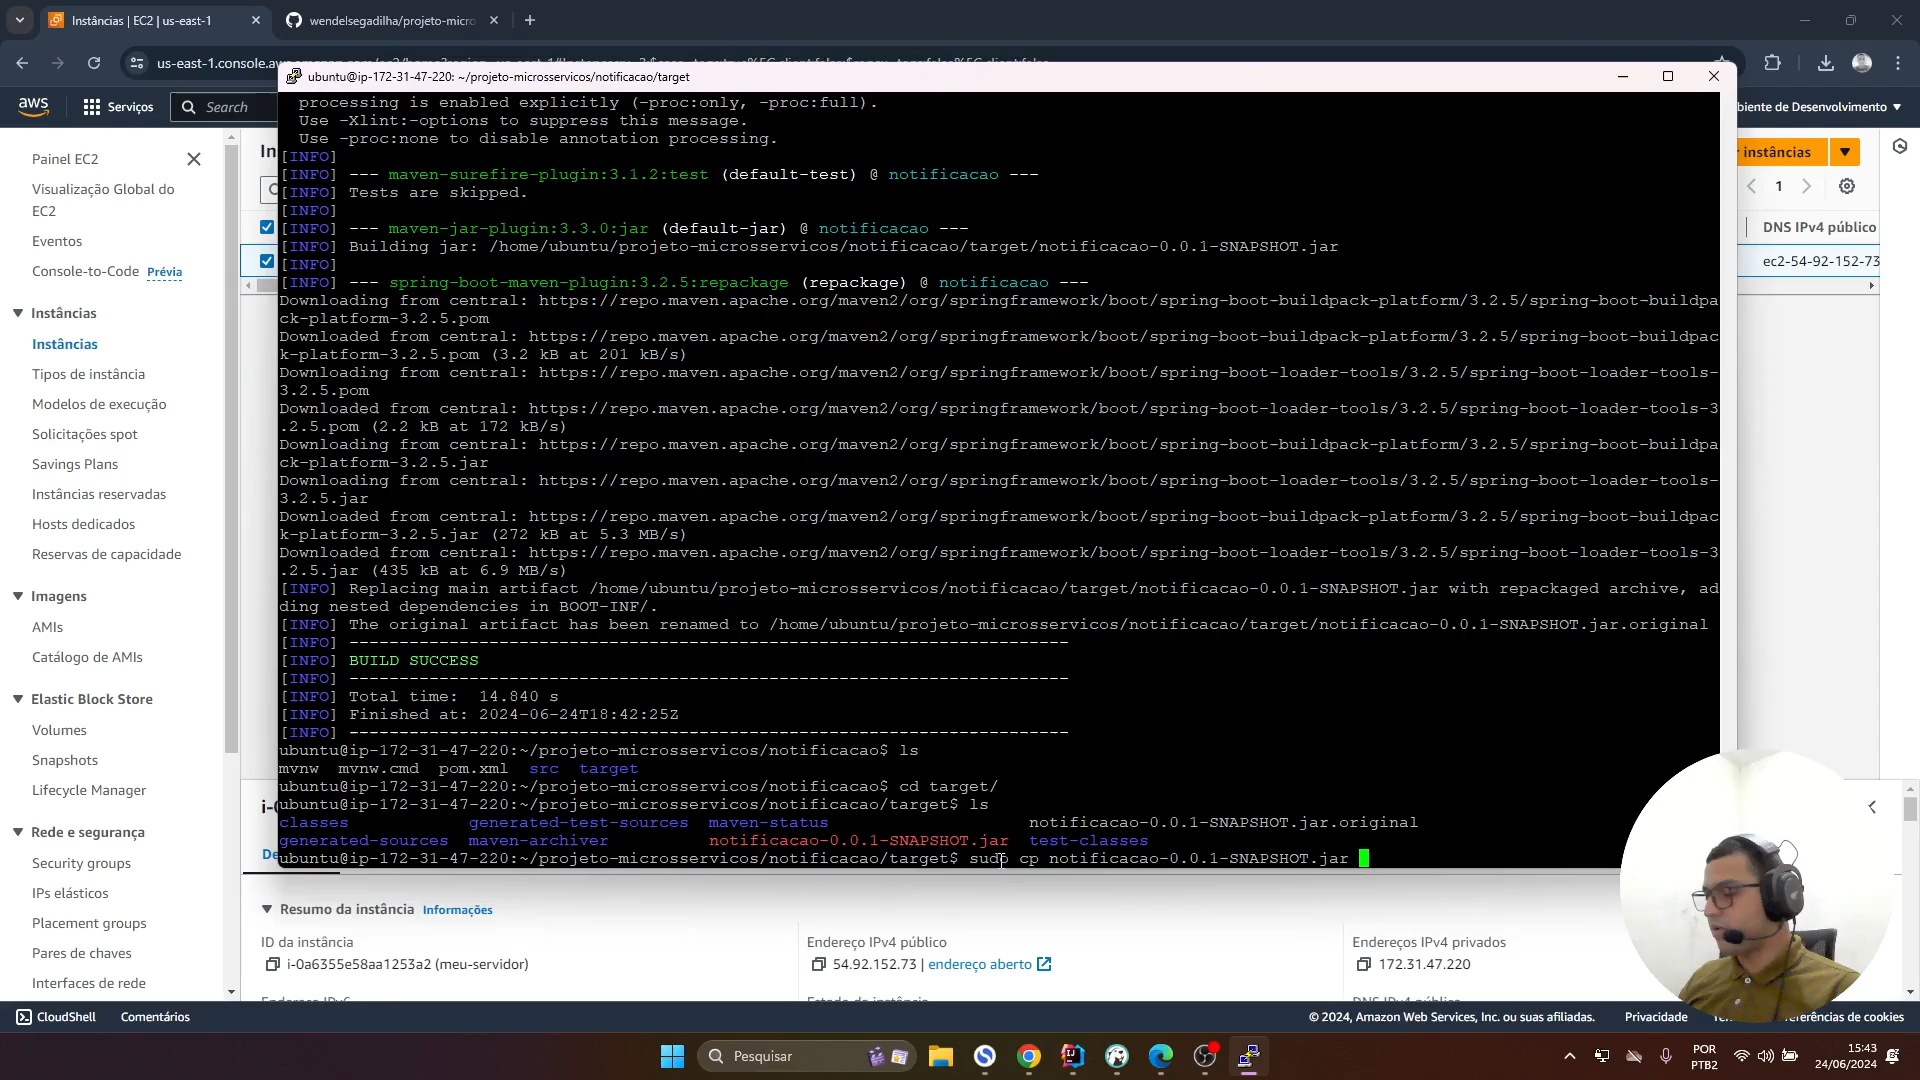 Instâncias | EC2 | us-east-1
wendelsegadilha/projeto-micro
us-east-1.console.a
ubuntu@ip-172-31-47-220: ~/projeto-microsservicos/notificacao/target
aws
Serviços
Search
biente de Desenvolvimento
Painel EC2
Visualização Global do
EC2
Eventos
Console-to-Code Prévia
Instâncias
Instâncias
Tipos de instância
Modelos de execução
Solicitações spot
Savings Plans
Instâncias reservadas
Hosts dedicados
Reservas de capacidade
Imagens
AMIs
Catálogo de AMIs
Elastic Block Store
Volumes
Snapshots
Lifecycle Manager
Rede e segurança
Security groups
IPs elásticos
Placement groups
Pares de chaves
Interfaces de rede
In
r instâncias
1
DNS IPv4 público
ec2-54-92-152-73
processing is enabled explicitly (-proc:only, -proc:full).
Use -Xlint:-options to suppress this message.
Use -proc:none to disable annotation processing.
[INFO]
[INFO] --- maven-surefire-plugin:3.1.2:test (default-test) @ notificacao ---
[INFO] Tests are skipped.
[INFO]
[INFO] --- maven-jar-plugin:3.3.0:jar (default-jar) @ notificacao ---
[INFO] Building jar: /home/ubuntu/projeto-microsservicos/notificacao/target/notificacao-0.0.1-SNAPSHOT.jar
[INFO]
[INFO] --- spring-boot-maven-plugin:3.2.5:repackage (repackage) @ notificacao ---
Downloading from central: https://repo.maven.apache.org/maven2/org/springframework/boot/spring-boot-buildpack-platform/3.2.5/spring-boot-buildpa
ck-platform-3.2.5.pom
Downloaded from central: https://repo.maven.apache.org/maven2/org/springframework/boot/spring-boot-buildpack-platform/3.2.5/spring-boot-buildpac
k-platform-3.2.5.pom (3.2 kB at 201 kB/s)
Downloading from central: https://repo.maven.apache.org/maven2/org/springframework/boot/spring-boot-loader-tools/3.2.5/spring-boot-loader-tools-
3.2.5.pom
Downloaded from central: https://repo.maven.apache.org/maven2/org/springframework/boot/spring-boot-loader-tools/3.2.5/spring-boot-loader-tools-3
.2.5.pom (2.2 kB at 172 kB/s)
Downloading from central: https://repo.maven.apache.org/maven2/org/springframework/boot/spring-boot-buildpack-platform/3.2.5/spring-boot-buildpa
ck-platform-3.2.5.jar
Downloading from central: https://repo.maven.apache.org/maven2/org/springframework/boot/spring-boot-loader-tools/3.2.5/spring-boot-loader-tools-
3.2.5.jar
Downloaded from central: https://repo.maven.apache.org/maven2/org/springframework/boot/spring-boot-buildpack-platform/3.2.5/spring-boot-buildpac
k-platform-3.2.5.jar (272 kB at 5.3 MB/s)
Downloaded from central: https://repo.maven.apache.org/maven2/org/springframework/boot/spring-boot-loader-tools/3.2.5/spring-boot-loader-tools-3
.2.5.jar (435 kB at 6.9 MB/s)
[INFO] Replacing main artifact /home/ubuntu/projeto-microsservicos/notificacao/target/notificacao-0.0.1-SNAPSHOT.jar with repackaged archive, ad
ding nested dependencies in BOOT-INF/.
[INFO] The original artifact has been renamed to /home/ubuntu/projeto-microsservicos/notificacao/target/notificacao-0.0.1-SNAPSHOT.jar.original
[INFO] ------------------------------------------------------------------------
[INFO] BUILD SUCCESS
[INFO] ------------------------------------------------------------------------
[INFO] Total time:  14.840 s
[INFO] Finished at: 2024-06-24T18:42:25Z
[INFO] ------------------------------------------------------------------------
ubuntu@ip-172-31-47-220:~/projeto-microsservicos/notificacao$ ls
mvnw  mvnw.cmd  pom.xml  src  target
ubuntu@ip-172-31-47-220:~/projeto-microsservicos/notificacao$ cd target/
ubuntu@ip-172-31-47-220:~/projeto-microsservicos/notificacao/target$ ls
classes generated-test-sources maven-status notificacao-0.0.1-SNAPSHOT.jar.original
generated-sources maven-archiver notificacao-0.0.1-SNAPSHOT.jar test-classes
ubuntu@ip-172-31-47-220:~/projeto-microsservicos/notificacao/target$ sudo cp notificacao-0.0.1-SNAPSHOT.jar
Resumo da instância Informações
ID da instância
i-0a6355e58aa1253a2 (meu-servidor)
Endereço IPv4 público
54.92.152.73 | endereço aberto
Endereços IPv4 privados
172.31.47.220
CloudShell
Comentários
© 2024, Amazon Web Services, Inc. ou suas afiliadas.
Privacidade
referências de cookies
Pesquisar
POR
PTB2
15:43
24/06/2024